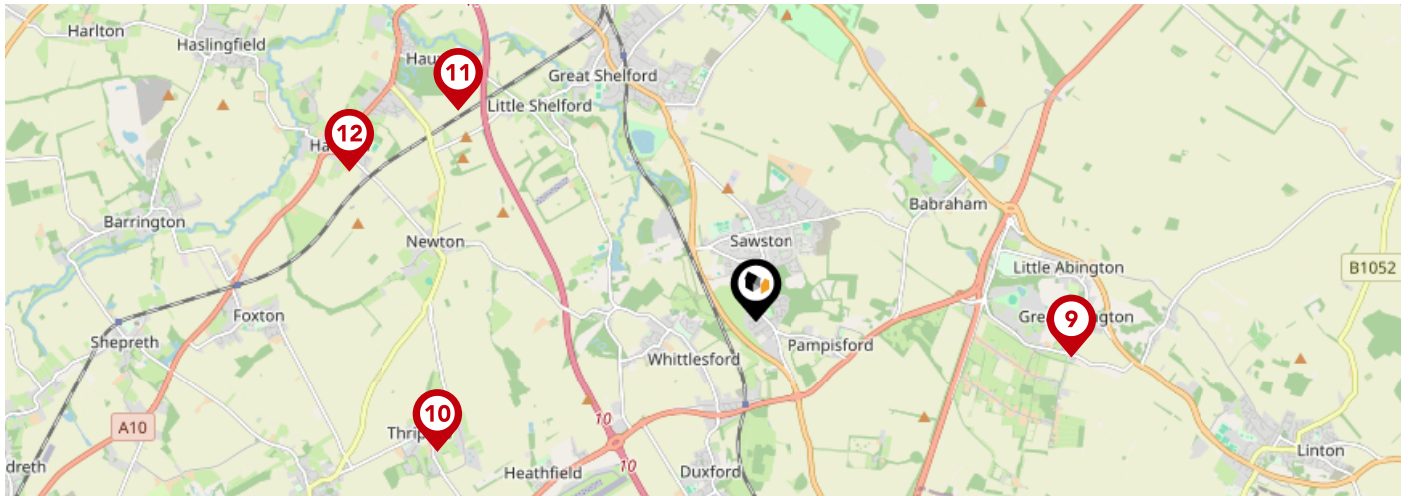 Harlton
Haslingfield
11
Great Shelford
Little Shelford
12
Babraham
Barrington
Newton
Sawston
Little Abington
B1052
Foxton
9
Shepreth
Whittlesford
Pampisford
10
A10
10
Heathfield
10
Duxford
Linton